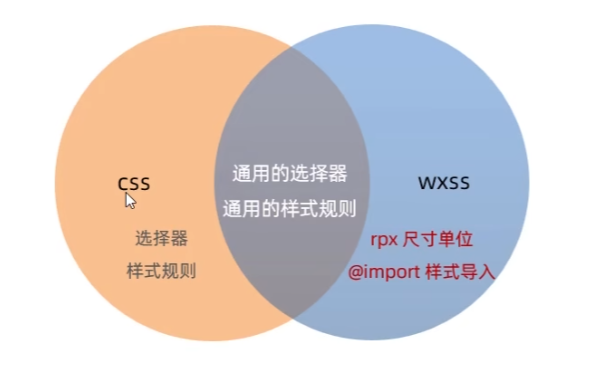 css
选择器
样式规则
通用的选择器
通用的样式规则
wxss
rpx 尺寸单位
@import 样式导入